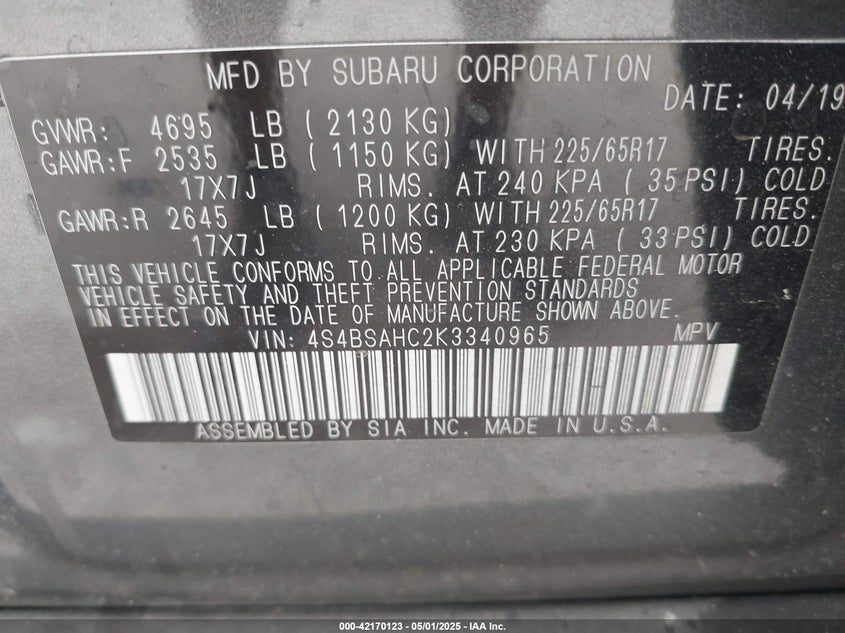 MFD BY SUBARU CORPORATION
DATE: 04/19
GVWR: 4695 LB ( 2130 KG)
GAWR:F 2535 LB ( 1150 KG) WITH 225/65R17 TIRES.
17X7J RIMS. AT 240 KPA ( 35 PSI) COLD
GAWR:R 2645 LB ( 1200 KG) WITH 225/65R17 TIRES.
17X7J RIMS. AT 230 KPA ( 33 PSI) COLD
THIS VEHICLE CONFORMS TO ALL APPLICABLE FEDERAL MOTOR
VEHICLE SAFETY AND THEFT PREVENTION STANDARDS
IN EFFECT ON THE DATE OF MANUFACTURE SHOWN ABOVE.
VIN: 4S4BSAHC2K3340965 MPV
ASSEMBLED BY SIA INC. MADE IN U.S.A.
000-42170123 - 05/01/2025 - IAA Inc.